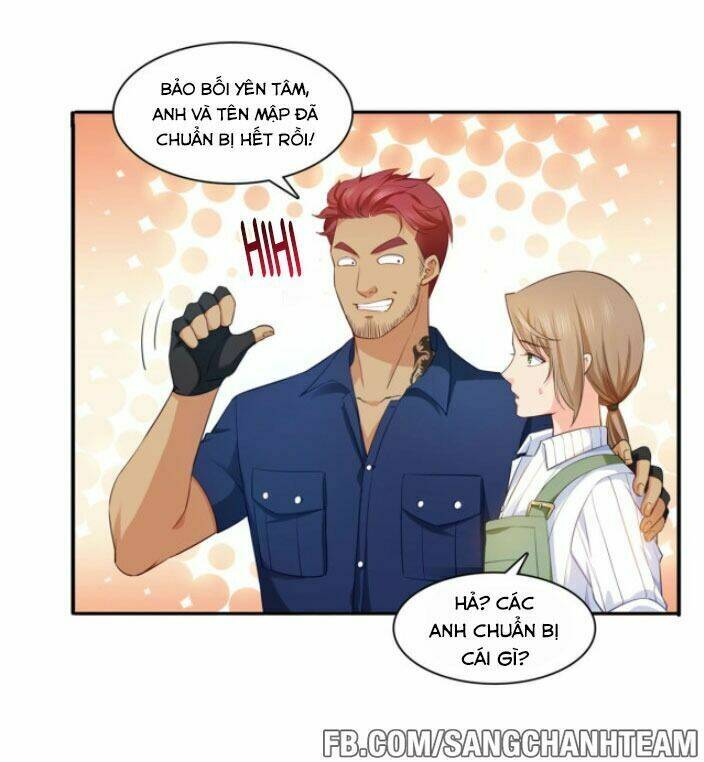 BẢO BỐI YÊN TÂM,
ANH VÀ TÊN MẬP ĐÃ
CHUẨN BỊ HẾT RỒI!
HIHI
HẢ? CÁC
ANH CHUẨN BỊ
CÁI GÌ?
FB.COM/SANGCHANHTEAM